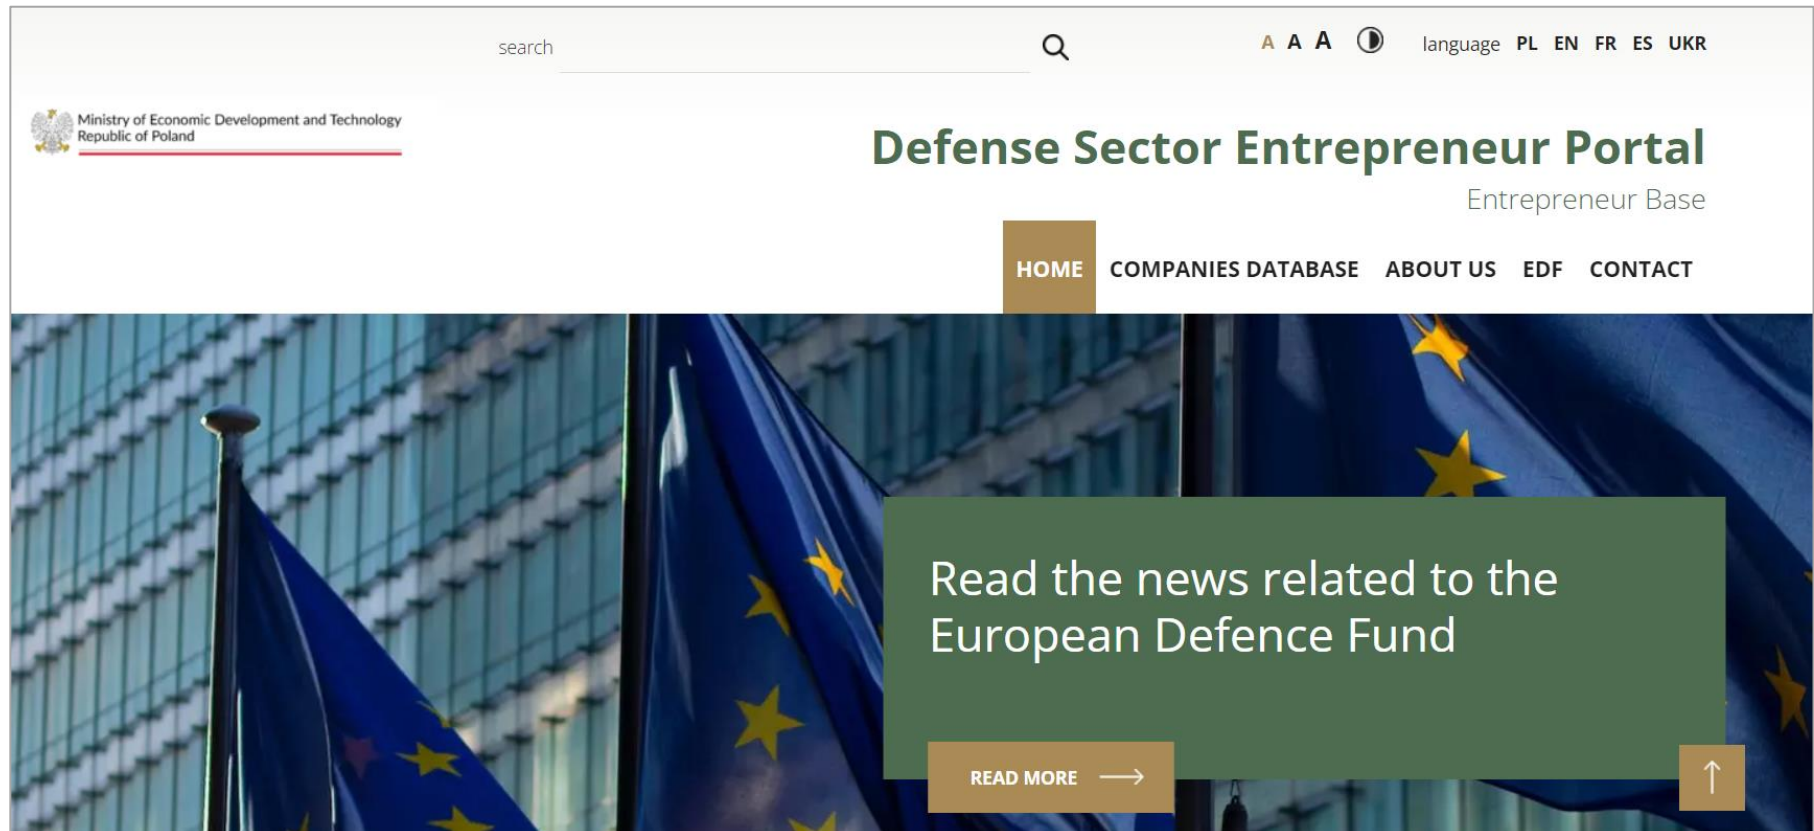 search
A A A
language PL EN FR ES UKR
Ministry of Economic Development and Technology
Republic of Poland
Defense Sector Entrepreneur Portal
Entrepreneur Base
HOME COMPANIES DATABASE ABOUT US EDF CONTACT
Read the news related to the
European Defence Fund
READ MORE